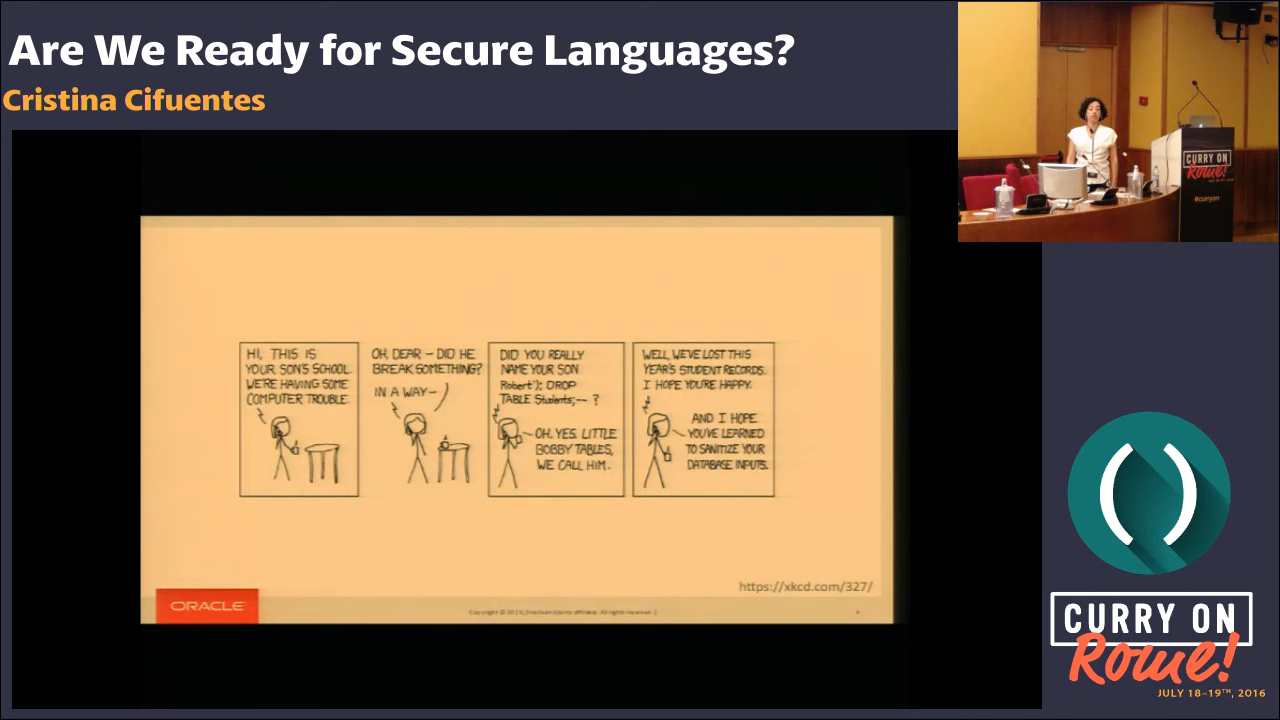 Are We Ready for Secure Languages?
Cristina Cifuentes
HI, THIS IS
YOUR SON'S SCHOOL.
WE'RE HAVING SOME
COMPUTER TROUBLE.
OH, DEAR – DID HE
BREAK SOMETHING?
IN A WAY–
DID YOU REALLY
NAME YOUR SON
Robert'); DROP
TABLE Students;-- ?
OH, YES. LITTLE
BOBBY TABLES,
WE CALL HIM.
WELL, WE'VE LOST THIS
YEAR'S STUDENT RECORDS.
I HOPE YOU'RE HAPPY.
AND I HOPE
YOU'VE LEARNED
TO SANITIZE YOUR
DATABASE INPUTS.
https://xkcd.com/327/
ORACLE
CURRY ON
Rome!
#curryon
CURRY ON
Rome!
JULY 18-19TH, 2016